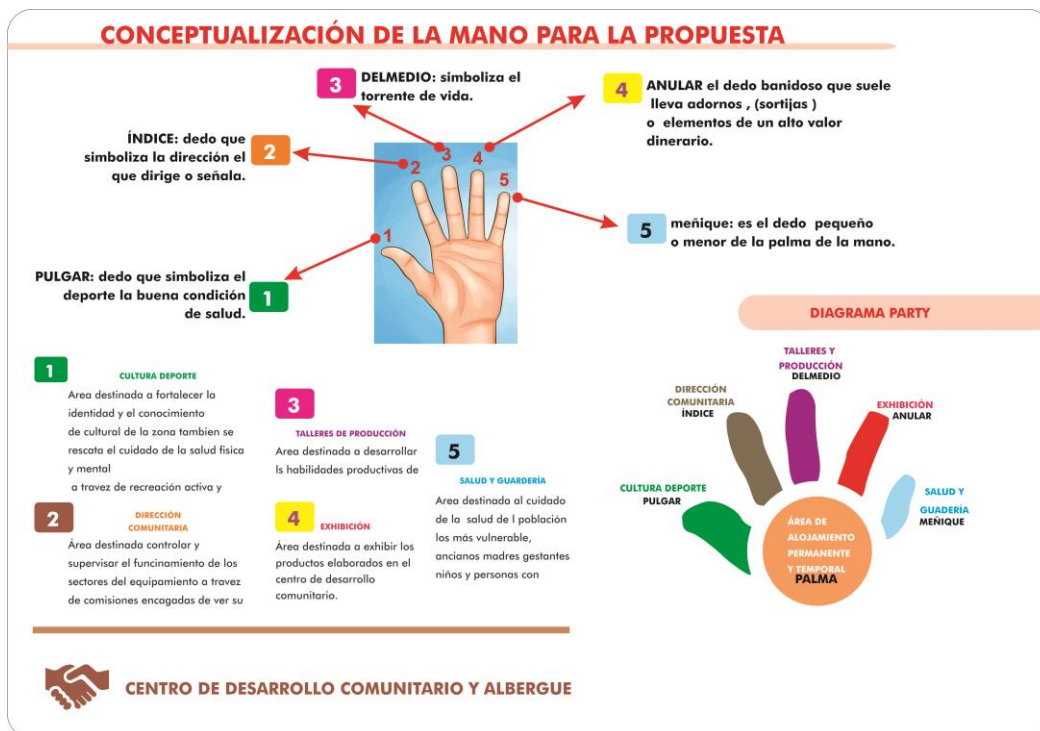 CONCEPTUALIZACIÓN DE LA MANO PARA LA PROPUESTA
3
DELMEDIO: simboliza el
torrente de vida.
4
ANULAR el dedo banidoso que suele
lleva adornos , (sortijas )
o elementos de un alto valor
dinerario.
ÍNDICE: dedo que
simboliza la dirección el
que dirige o señala.
2
1
2
3
4
5
5
meñique: es el dedo pequeño
o menor de la palma de la mano.
PULGAR: dedo que simboliza el
deporte la buena condición
de salud.
1
1
CULTURA DEPORTE
Area destinada a fortalecer la
identidad y el conocimiento
de cultural de la zona tambien se
rescata el cuidado de la salud fisica
y mental
a travez de recreación activa y
2
DIRECCIÓN
COMUNITARIA
Área destinada controlar y
supervisar el funcinamiento de los
sectores del equipamiento a travez
de comisiones encagadas de ver su
3
TALLERES DE PRODUCCIÓN
Área destinada a desarrollar
ls habilidades productivas de
4
EXHIBICIÓN
Área destinada a exhibir los
productos elaborados en el
centro de desarrollo
comunitario.
5
SALUD Y GUARDERÍA
Area destinada al cuidado
de la salud de l población
los más vulnerable,
ancianos madres gestantes
niños y personas con
DIAGRAMA PARTY
TALLERES Y
PRODUCCIÓN
DELMEDIO
DIRECCIÓN
COMUNITARIA
ÍNDICE
EXHIBICIÓN
ANULAR
CULTURA DEPORTE
PULGAR
SALUD Y
GUADERÍA
MEÑIQUE
ÁREA DE
ALOJAMIENTO
PERMANENTE
Y TEMPORAL
PALMA
CENTRO DE DESARROLLO COMUNITARIO Y ALBERGUE